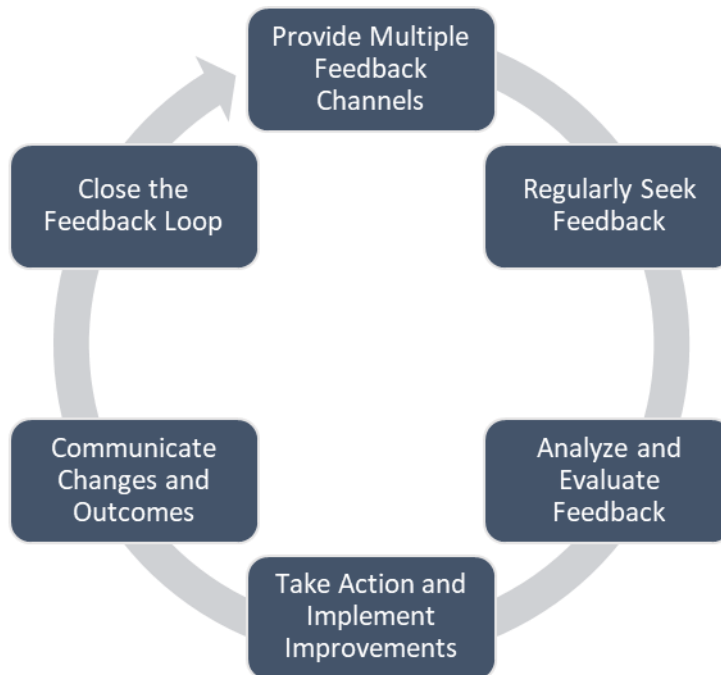 Provide Multiple
Feedback
Channels
Regularly Seek
Feedback
Analyze and
Evaluate
Feedback
Take Action and
Implement
Improvements
Communicate
Changes and
Outcomes
Close the
Feedback Loop